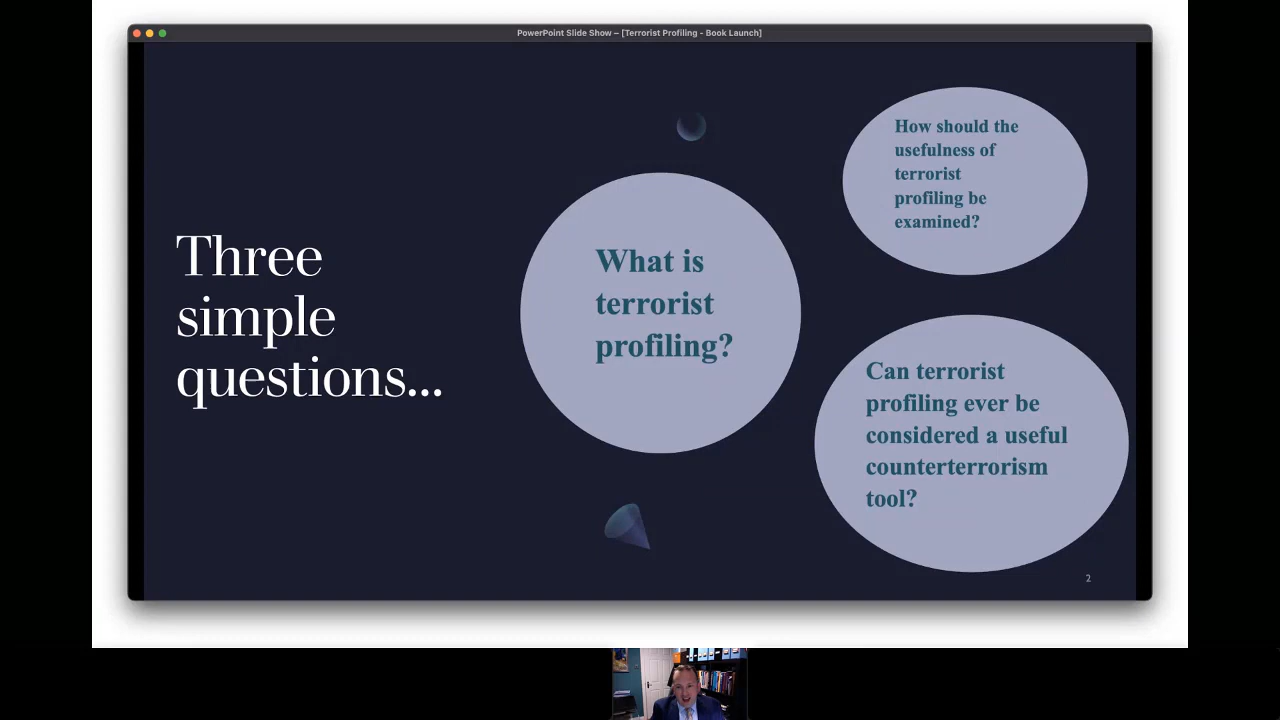 PowerPoint Slide Show – [Terrorist Profiling - Book Launch]
Three
simple
questions...
What is
terrorist
profiling?
How should the
usefulness of
terrorist
profiling be
examined?
Can terrorist
profiling ever be
considered a useful
counterterrorism
tool?
2